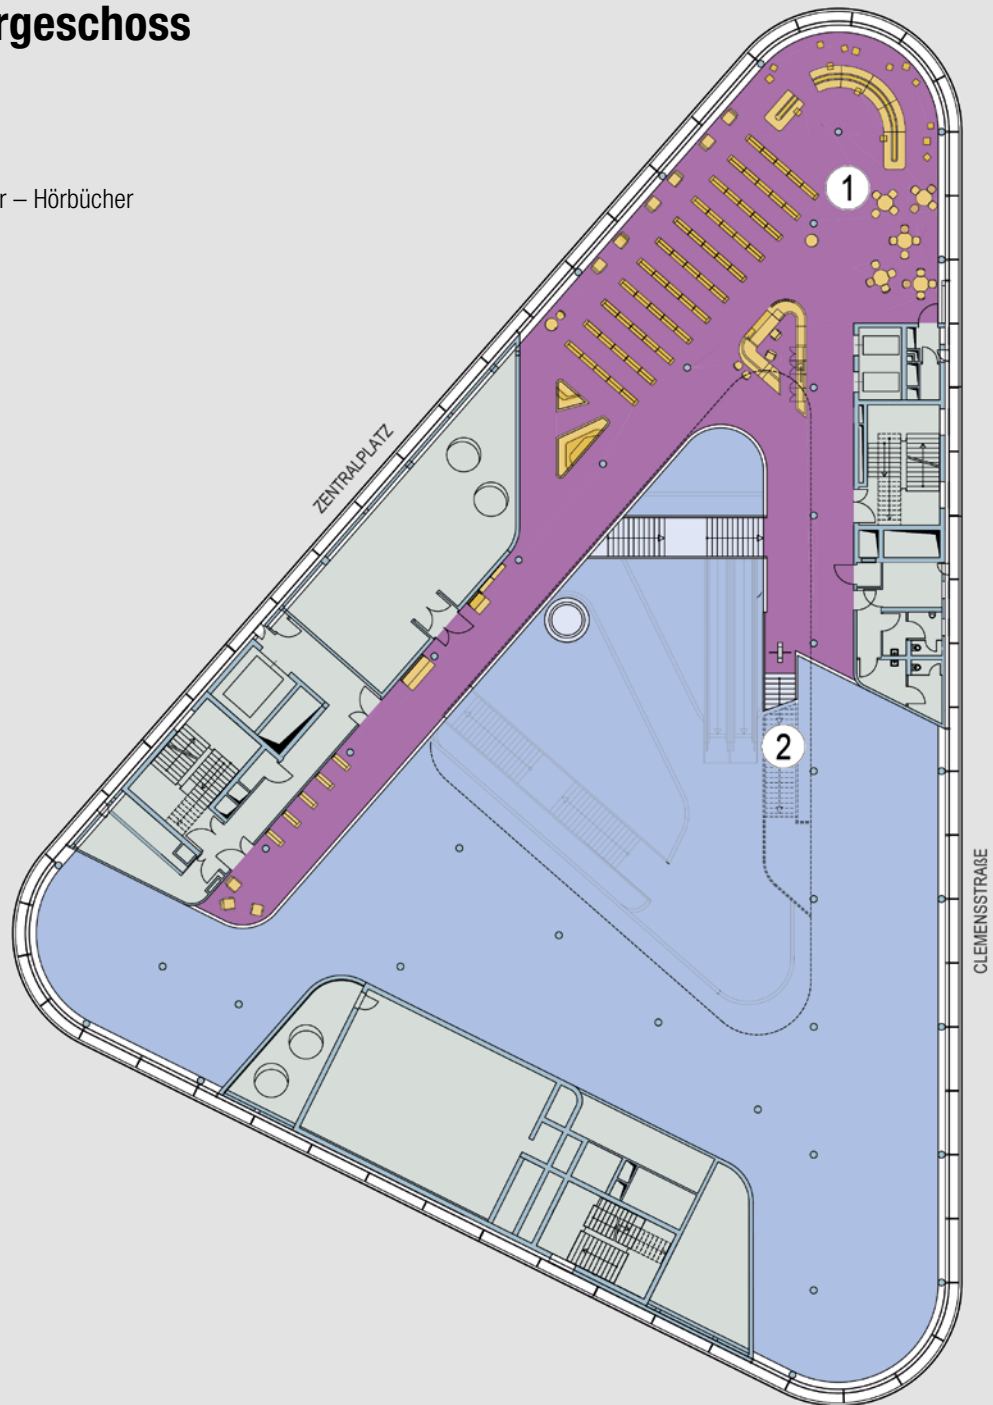 rgeschoss
r – Hörbücher
1
ZENTRALPLATZ
2
CLEMENSSTRAßE